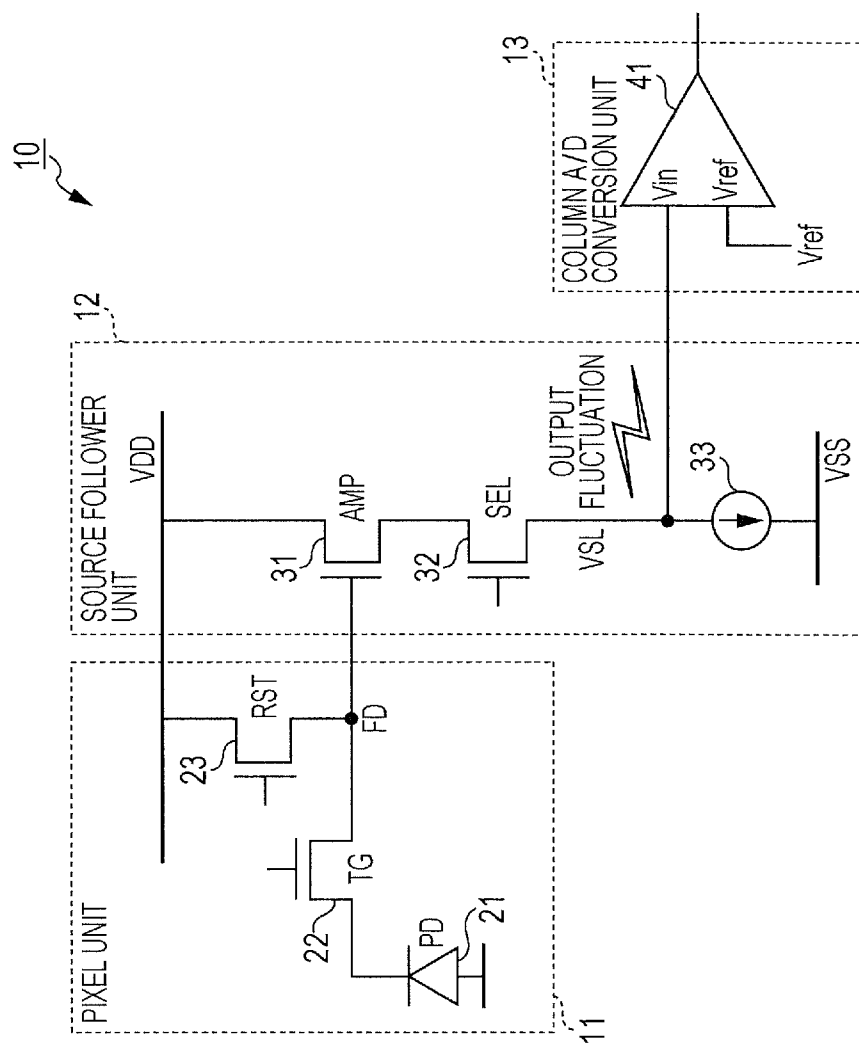 10
PIXEL UNIT
11
SOURCE FOLLOWER
UNIT
12
COLUMN A/D
CONVERSION UNIT
13
VDD
23
RST
FD
22
TG
PD
21
31
AMP
32
SEL
VSL
OUTPUT
FLUCTUATION
33
VSS
41
Vin
Vref
Vref